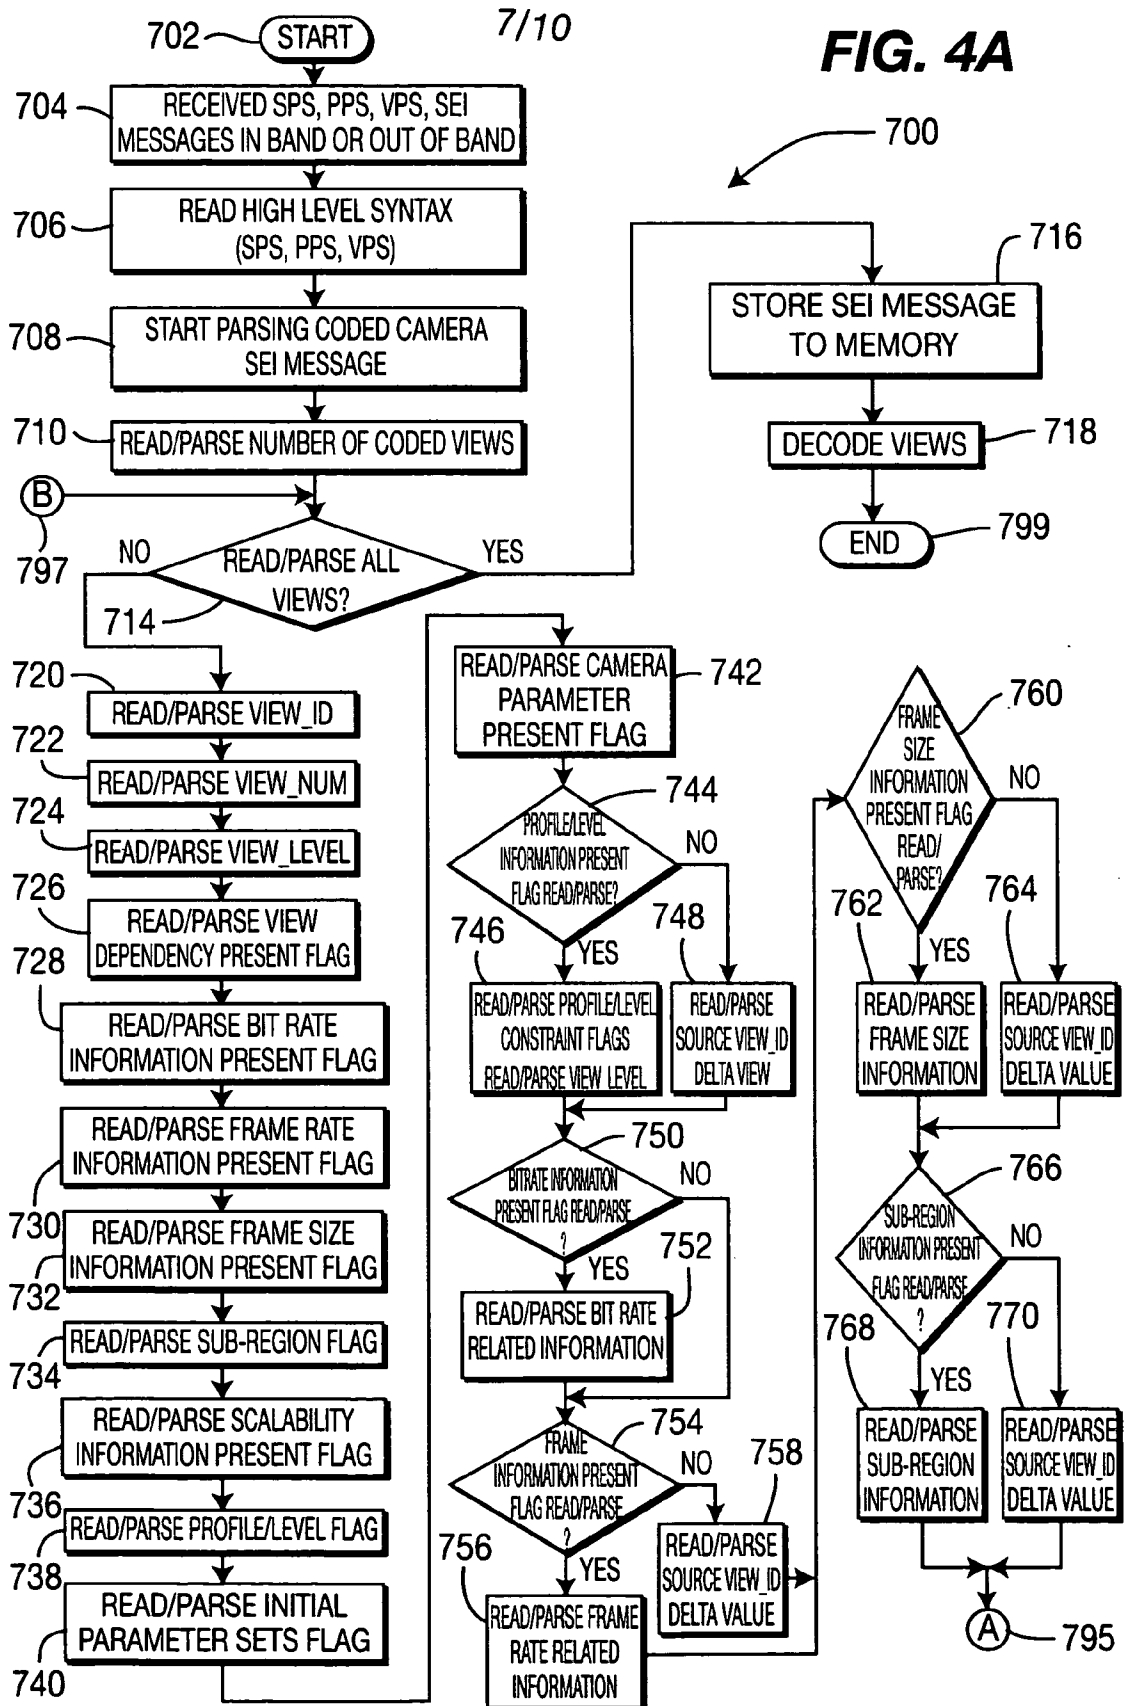 7/10
FIG. 4A
702
START
704
RECEIVED SPS, PPS, VPS, SEI
MESSAGES IN BAND OR OUT OF BAND
700
706
READ HIGH LEVEL SYNTAX
(SPS, PPS, VPS)
708
START PARSING CODED CAMERA
SEI MESSAGE
710
READ/PARSE NUMBER OF CODED VIEWS
B
797
NO
READ/PARSE ALL
VIEWS?
YES
714
716
STORE SEI MESSAGE
TO MEMORY
DECODE VIEWS
718
END
799
720
READ/PARSE VIEW_ID
722
READ/PARSE VIEW_NUM
724
READ/PARSE VIEW_LEVEL
726
READ/PARSE VIEW
DEPENDENCY PRESENT FLAG
728
READ/PARSE BIT RATE
INFORMATION PRESENT FLAG
READ/PARSE FRAME RATE
INFORMATION PRESENT FLAG
730
READ/PARSE FRAME SIZE
INFORMATION PRESENT FLAG
732
READ/PARSE SUB-REGION FLAG
734
READ/PARSE SCALABILITY
INFORMATION PRESENT FLAG
736
READ/PARSE PROFILE/LEVEL FLAG
738
READ/PARSE INITIAL
PARAMETER SETS FLAG
740
READ/PARSE CAMERA
PARAMETER
PRESENT FLAG
742
744
PROFILE/LEVEL
INFORMATION PRESENT
FLAG READ/PARSE?
NO
746
YES
748
READ/PARSE PROFILE/LEVEL
CONSTRAINT FLAGS
READ/PARSE VIEW_LEVEL
READ/PARSE
SOURCE VIEW_ID
DELTA VIEW
750
BITRATE INFORMATION
PRESENT FLAG READ/PARSE
?
NO
YES
752
READ/PARSE BIT RATE
RELATED INFORMATION
754
FRAME
INFORMATION PRESENT
FLAG READ/PARSE
?
NO
758
756
YES
READ/PARSE
SOURCE VIEW_ID
DELTA VALUE
READ/PARSE FRAME
RATE RELATED
INFORMATION
760
FRAME
SIZE
INFORMATION
PRESENT FLAG
READ/
PARSE?
NO
762
YES
764
READ/PARSE
FRAME SIZE
INFORMATION
READ/PARSE
SOURCE VIEW_ID
DELTA VALUE
766
SUB-REGION
INFORMATION PRESENT
FLAG READ/PARSE
?
NO
768
YES
770
READ/PARSE
SUB-REGION
INFORMATION
READ/PARSE
SOURCE VIEW_ID
DELTA VALUE
A
795